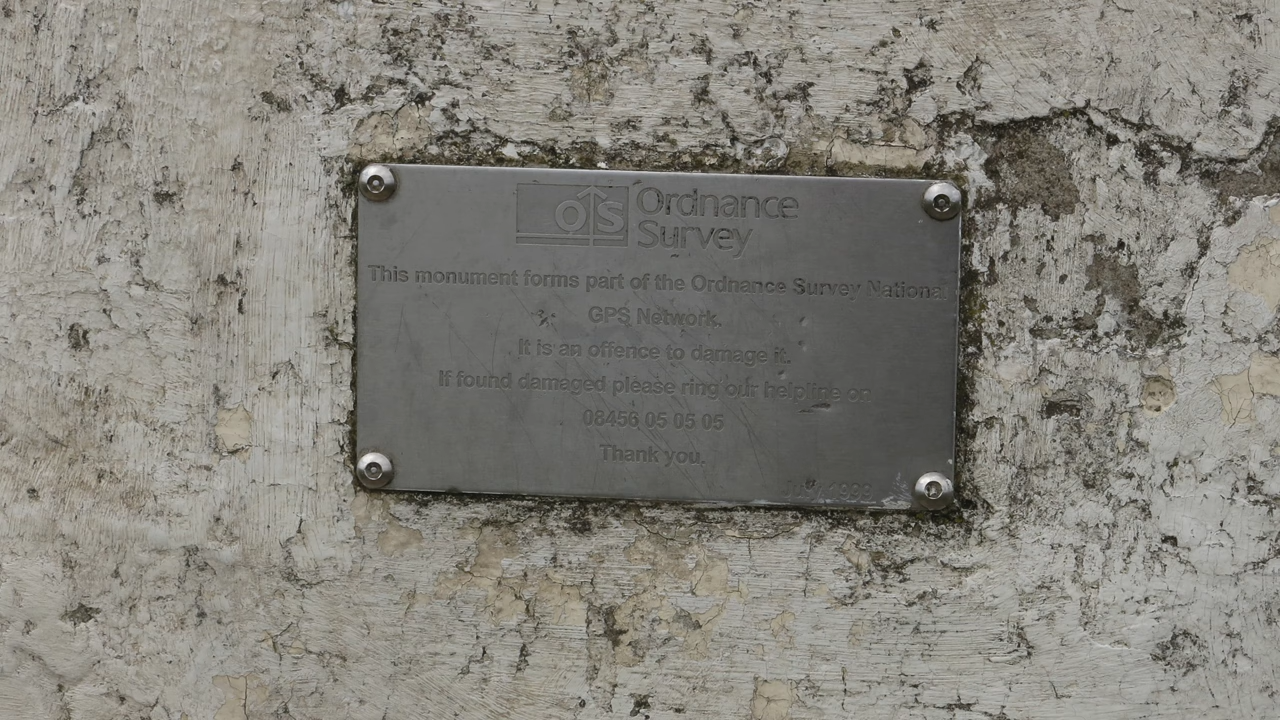 OS Ordnance
Survey
This monument forms part of the Ordnance Survey National
GPS Network.
It is an offence to damage it.
If found damaged please ring our helpline on
08456 05 05 05
Thank you.